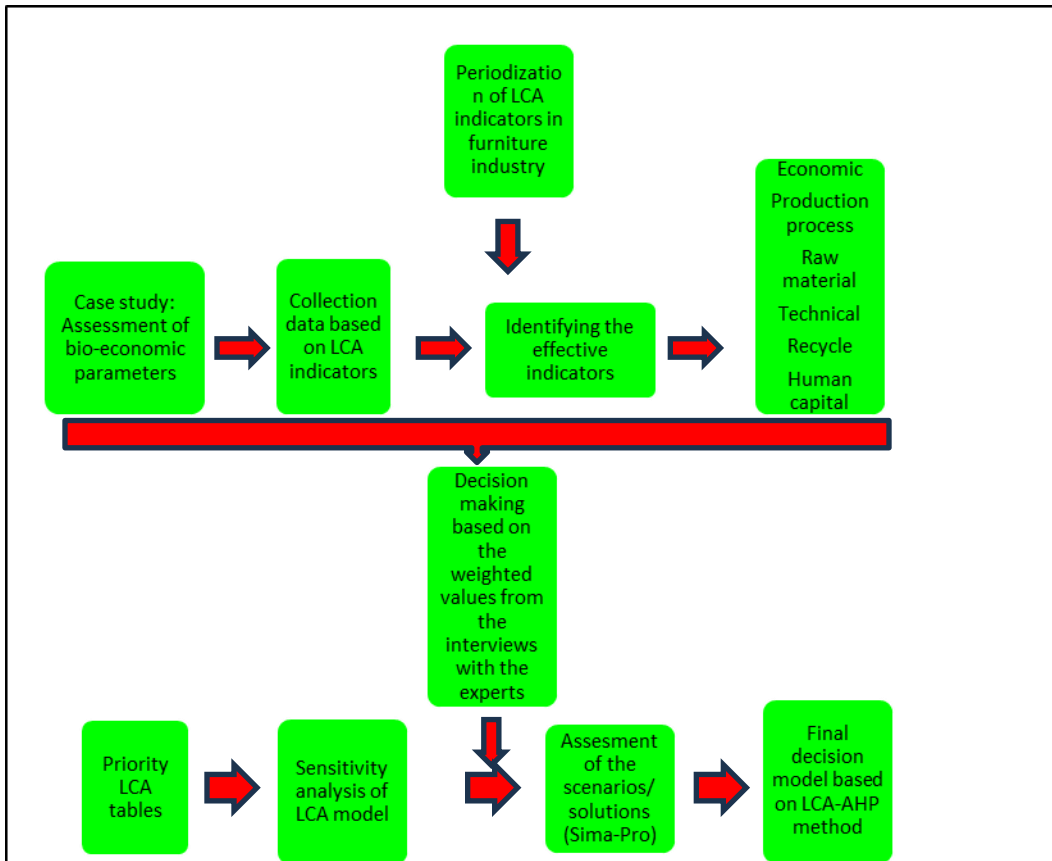 Periodizatio
n of LCA
indicators in
furniture
industry
Case study:
Assessment of
bio-economic
parameters
Collection
data based
on LCA
indicators
Identifying the
effective
indicators
Economic
Production
process
Raw
material
Technical
Recycle
Human
capital
Decision
making
based on
the
weighted
values from
the
interviews
with the
experts
Priority
LCA
tables
Sensitivity
analysis of
LCA model
Assesment
of the
scenarios/
solutions
(Sima-Pro)
Final
decision
model based
on LCA-AHP
method